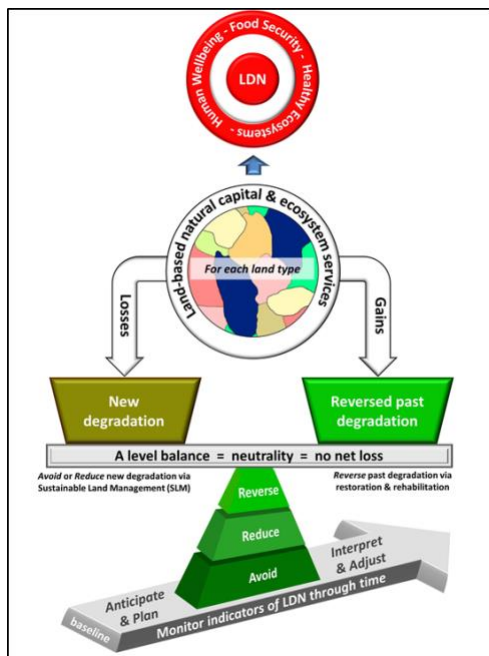 Human Wellbeing - Food Security - Healthy Ecosystems -
LDN
Land-based natural capital & ecosystem services
For each land type
Losses
Gains
New
degradation
Reversed past
degradation
A level balance = neutrality = no net loss
Avoid or Reduce new degradation via
Sustainable Land Management (SLM)
Reverse past degradation via
restoration & rehabilitation
Reverse
Reduce
Avoid
Anticipate
& Plan
Interpret
& Adjust
baseline
Monitor indicators of LDN through time